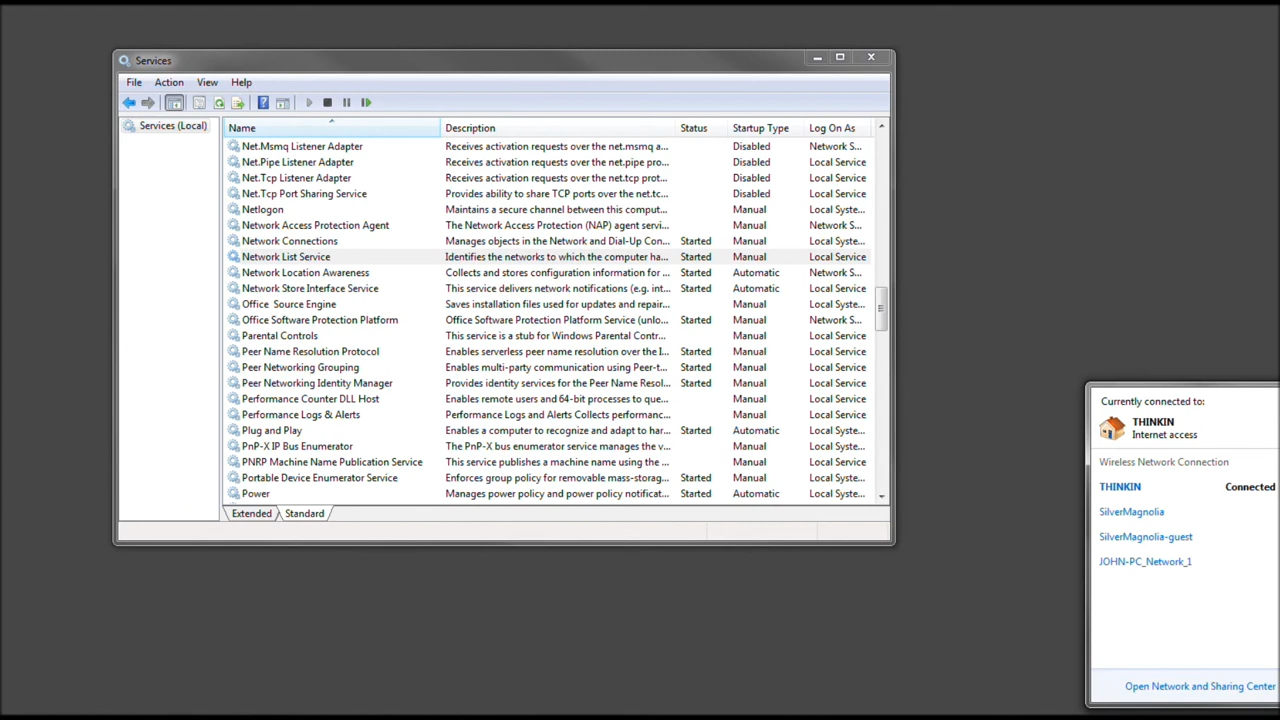 Services
File Action View Help
Services (Local)
Name Description Status Startup Type Log On As
Net.Msmq Listener Adapter Receives activation requests over the net.msmq a... Disabled Network S...
Net.Pipe Listener Adapter Receives activation requests over the net.pipe pro... Disabled Local Service
Net.Tcp Listener Adapter Receives activation requests over the net.tcp prot... Disabled Local Service
Net.Tcp Port Sharing Service Provides ability to share TCP ports over the net.tc... Disabled Local Service
Netlogon Maintains a secure channel between this comput... Manual Local Syste...
Network Access Protection Agent The Network Access Protection (NAP) agent servi... Manual Network S...
Network Connections Manages objects in the Network and Dial-Up Con... Started Manual Local Syste...
Network List Service Identifies the networks to which the computer ha... Started Manual Local Service
Network Location Awareness Collects and stores configuration information for ... Started Automatic Network S...
Network Store Interface Service This service delivers network notifications (e.g. int... Started Automatic Local Service
Office Source Engine Saves installation files used for updates and repair... Manual Local Syste...
Office Software Protection Platform Office Software Protection Platform Service (unlo... Started Manual Network S...
Parental Controls This service is a stub for Windows Parental Contr... Manual Local Service
Peer Name Resolution Protocol Enables serverless peer name resolution over the I... Started Manual Local Service
Peer Networking Grouping Enables multi-party communication using Peer-t... Started Manual Local Service
Peer Networking Identity Manager Provides identity services for the Peer Name Resol... Started Manual Local Service
Performance Counter DLL Host Enables remote users and 64-bit processes to que... Manual Local Service
Performance Logs & Alerts Performance Logs and Alerts Collects performanc... Manual Local Service
Plug and Play Enables a computer to recognize and adapt to har... Started Automatic Local Syste...
PnP-X IP Bus Enumerator The PnP-X bus enumerator service manages the v... Manual Local Syste...
PNRP Machine Name Publication Service This service publishes a machine name using the ... Manual Local Service
Portable Device Enumerator Service Enforces group policy for removable mass-storag... Started Manual Local Syste...
Power Manages power policy and power policy notificat... Started Automatic Local Syste...
Extended Standard
Currently connected to:
THINKIN
Internet access
Wireless Network Connection
THINKIN Connected
SilverMagnolia
SilverMagnolia-guest
JOHN-PC_Network_1
Open Network and Sharing Center